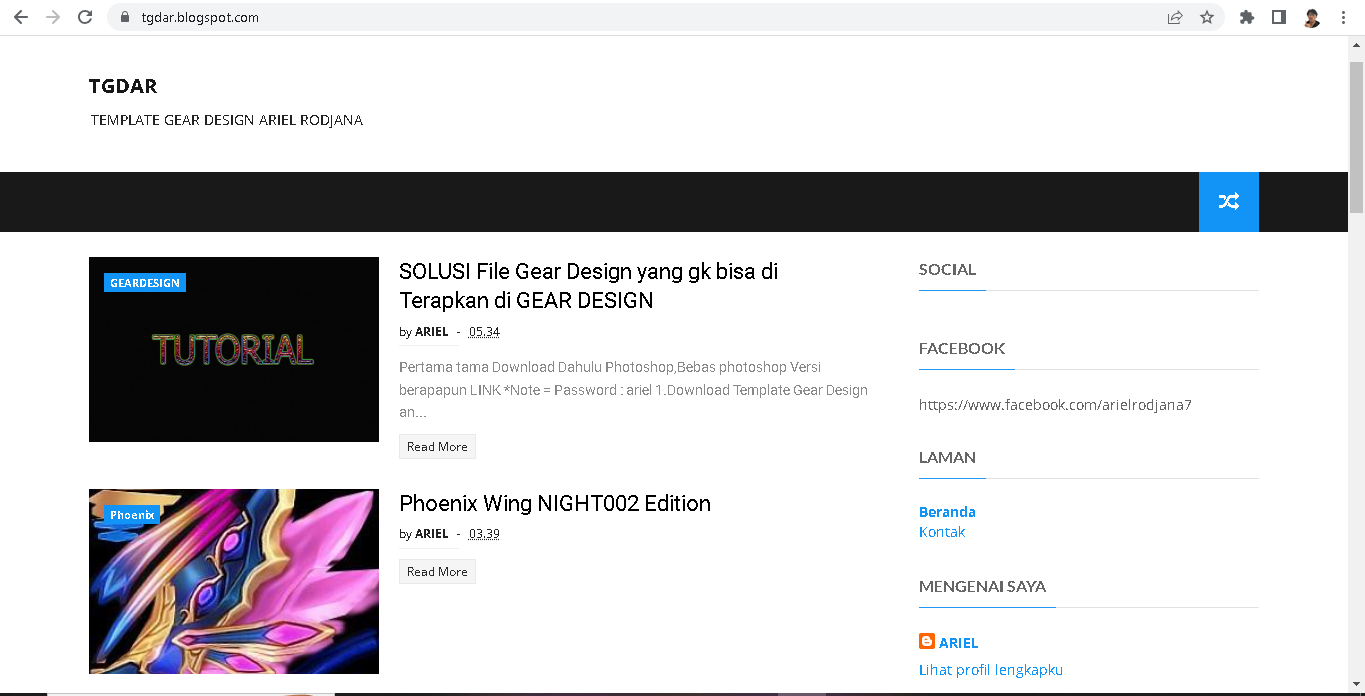 tgdar.blogspot.com
TGDAR
TEMPLATE GEAR DESIGN ARIEL RODJANA
GEARDESIGN
TUTORIAL
SOLUSI File Gear Design yang gk bisa di
Terapkan di GEAR DESIGN
by ARIEL - 05.34
Pertama tama Download Dahulu Photoshop,Bebas photoshop Versi
berapapun LINK *Note = Password : ariel 1.Download Template Gear Design
an...
Read More
Phoenix
Phoenix Wing NIGHT002 Edition
by ARIEL - 03.39
Read More
SOCIAL
FACEBOOK
https://www.facebook.com/arielrodjana7
LAMAN
Beranda
Kontak
MENGENAI SAYA
ARIEL
Lihat profil lengkapku